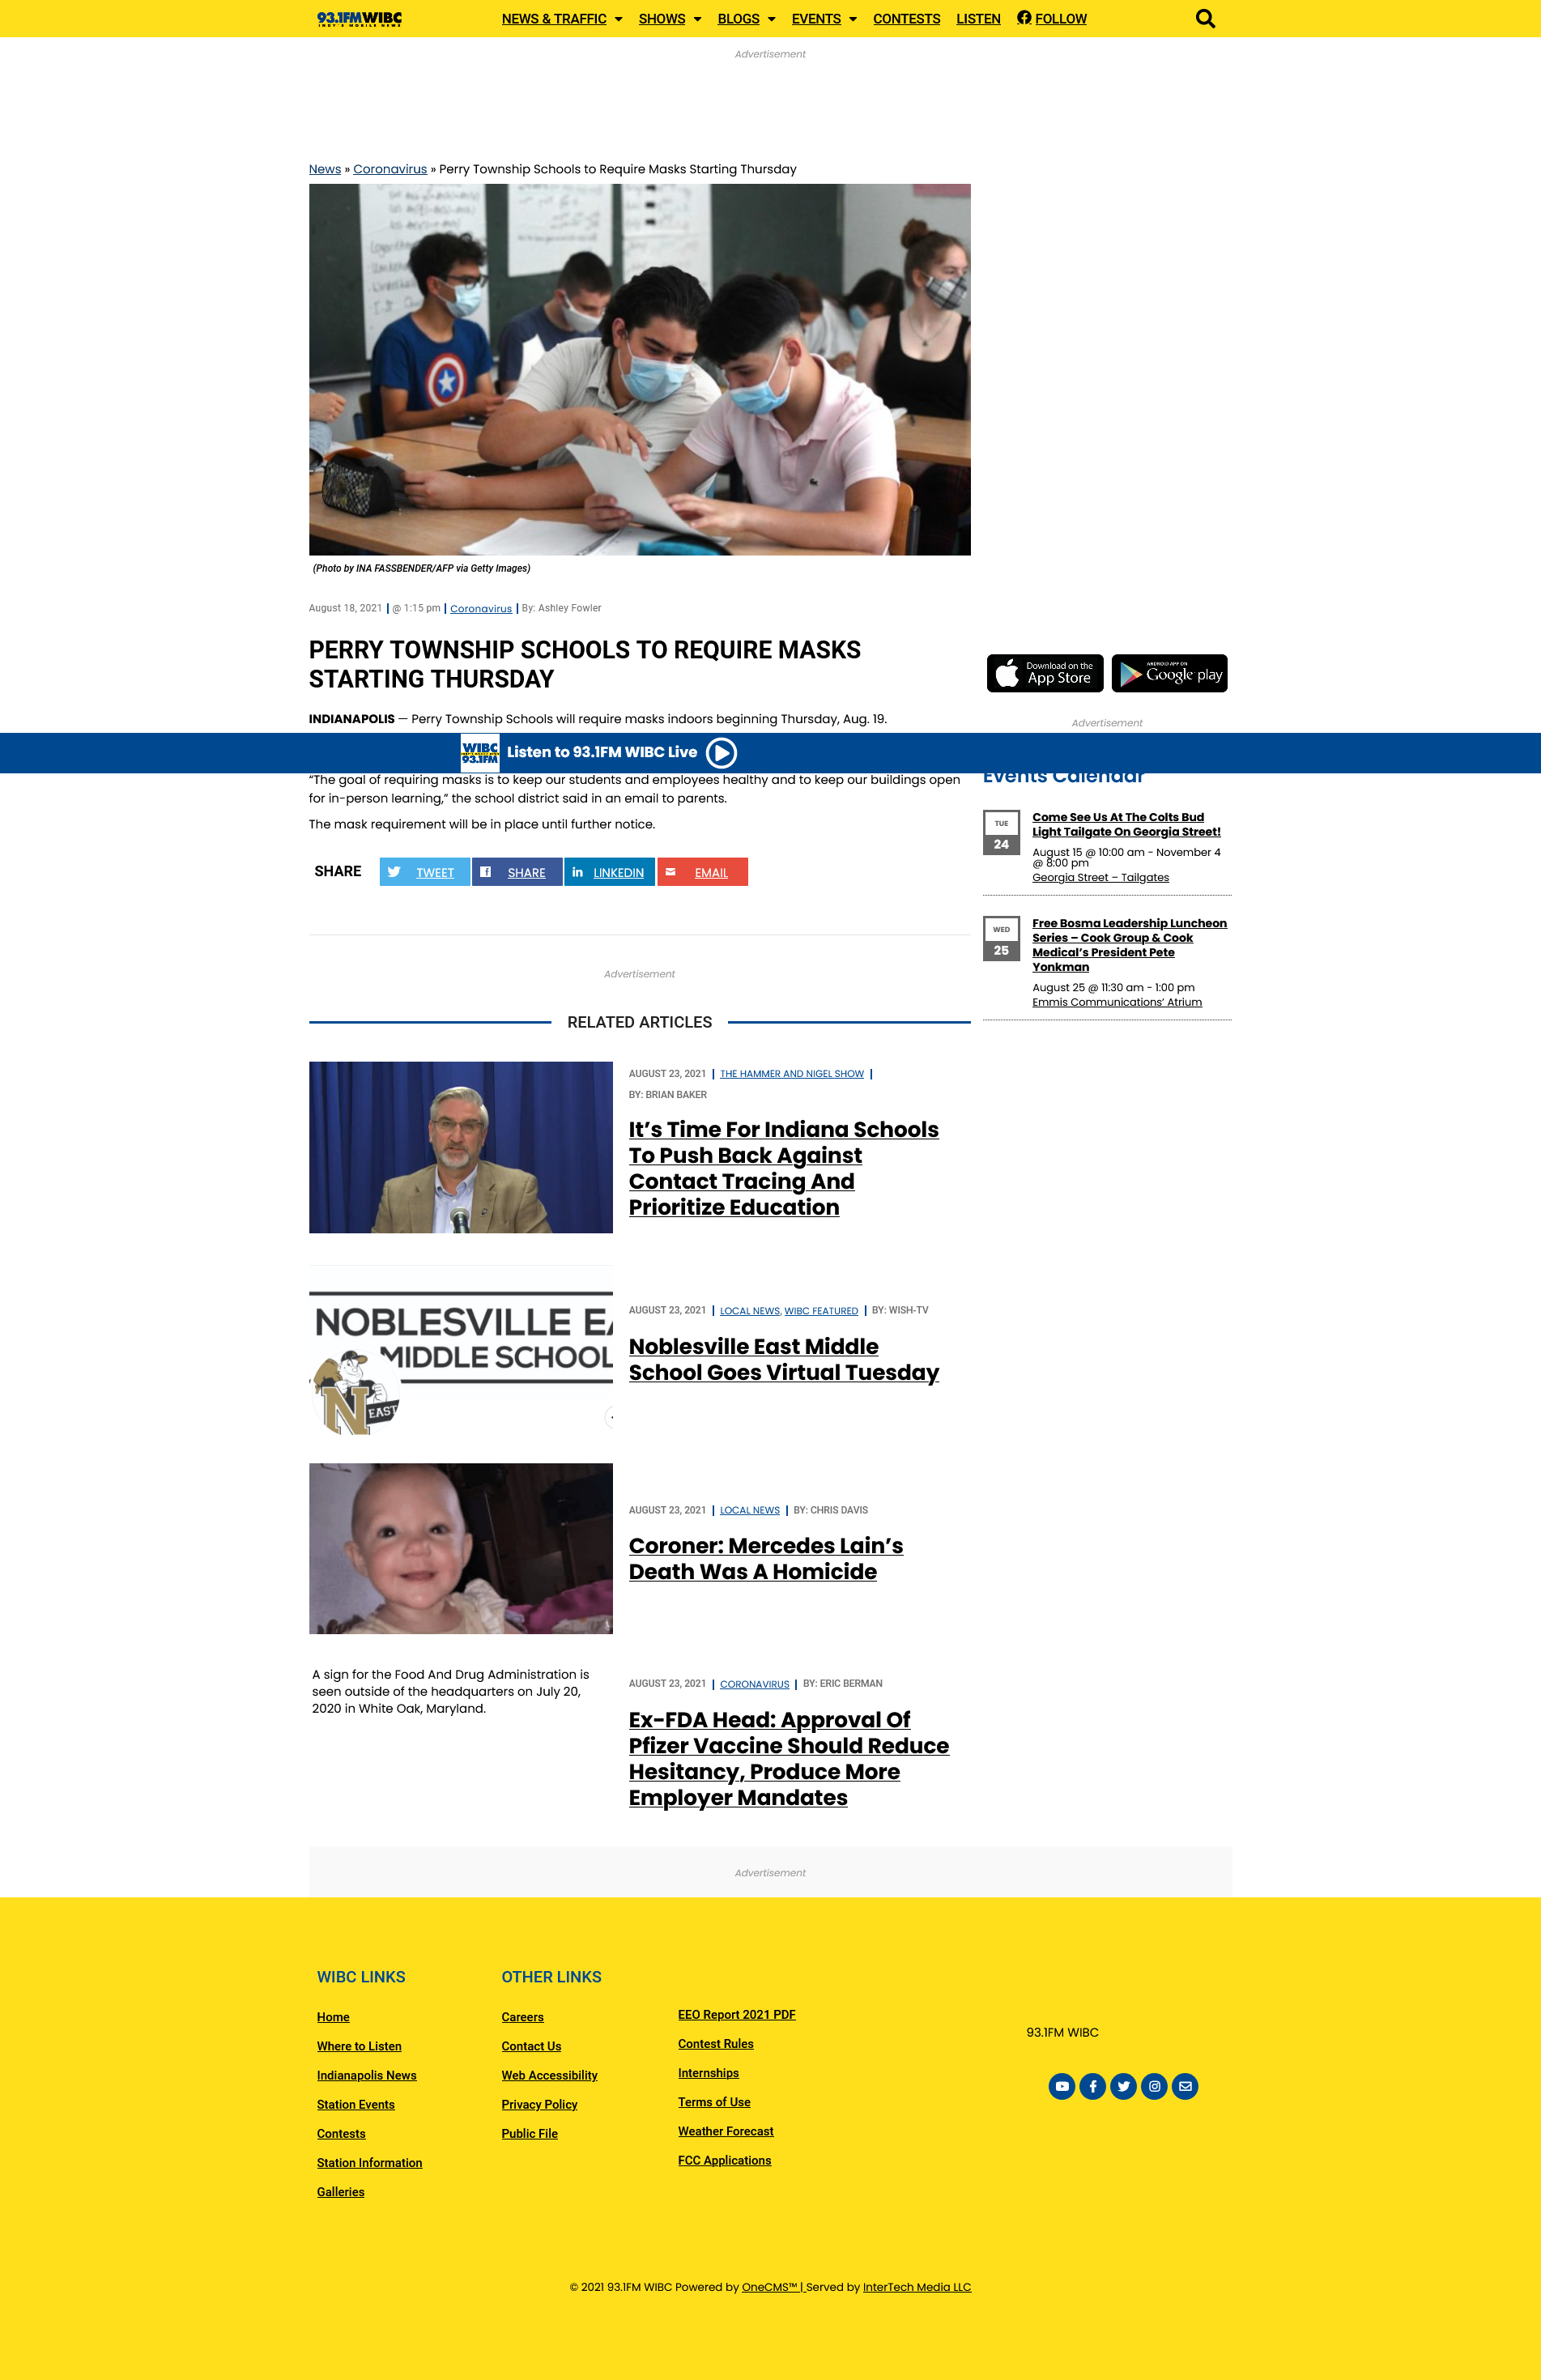 93.1FM WIBC
INDY'S MOBILE NEWS
NEWS & TRAFFIC
SHOWS
BLOGS
EVENTS
CONTESTS
LISTEN
FOLLOW
Advertisement
News » Coronavirus » Perry Township Schools to Require Masks Starting Thursday
(Photo by INA FASSBENDER/AFP via Getty Images)
August 18, 2021 | @ 1:15 pm | Coronavirus | By: Ashley Fowler
PERRY TOWNSHIP SCHOOLS TO REQUIRE MASKS
STARTING THURSDAY
INDIANAPOLIS — Perry Township Schools will require masks indoors beginning Thursday, Aug. 19.
WIBC
93.1FM
Listen to 93.1FM WIBC Live
“The goal of requiring masks is to keep our students and employees healthy and to keep our buildings open
for in-person learning,” the school district said in an email to parents.
The mask requirement will be in place until further notice.
SHARE
TWEET
SHARE
LINKEDIN
EMAIL
Advertisement
Download on the
App Store
ANDROID APP ON
Google play
Advertisement
Events Calendar
TUE
24
Come See Us At The Colts Bud
Light Tailgate On Georgia Street!
August 15 @ 10:00 am - November 4
@ 8:00 pm
Georgia Street – Tailgates
WED
25
Free Bosma Leadership Luncheon
Series – Cook Group & Cook
Medical’s President Pete
Yonkman
August 25 @ 11:30 am - 1:00 pm
Emmis Communications’ Atrium
RELATED ARTICLES
AUGUST 23, 2021 | THE HAMMER AND NIGEL SHOW |
BY: BRIAN BAKER
It’s Time For Indiana Schools
To Push Back Against
Contact Tracing And
Prioritize Education
NOBLESVILLE EA
MIDDLE SCHOOL
N
EAST
AUGUST 23, 2021 | LOCAL NEWS, WIBC FEATURED | BY: WISH-TV
Noblesville East Middle
School Goes Virtual Tuesday
AUGUST 23, 2021 | LOCAL NEWS | BY: CHRIS DAVIS
Coroner: Mercedes Lain’s
Death Was A Homicide
A sign for the Food And Drug Administration is
seen outside of the headquarters on July 20,
2020 in White Oak, Maryland.
AUGUST 23, 2021 | CORONAVIRUS | BY: ERIC BERMAN
Ex-FDA Head: Approval Of
Pfizer Vaccine Should Reduce
Hesitancy, Produce More
Employer Mandates
Advertisement
WIBC LINKS
Home
Where to Listen
Indianapolis News
Station Events
Contests
Station Information
Galleries
OTHER LINKS
Careers
Contact Us
Web Accessibility
Privacy Policy
Public File
EEO Report 2021 PDF
Contest Rules
Internships
Terms of Use
Weather Forecast
FCC Applications
93.1FM WIBC
© 2021 93.1FM WIBC Powered by OneCMS™ | Served by InterTech Media LLC